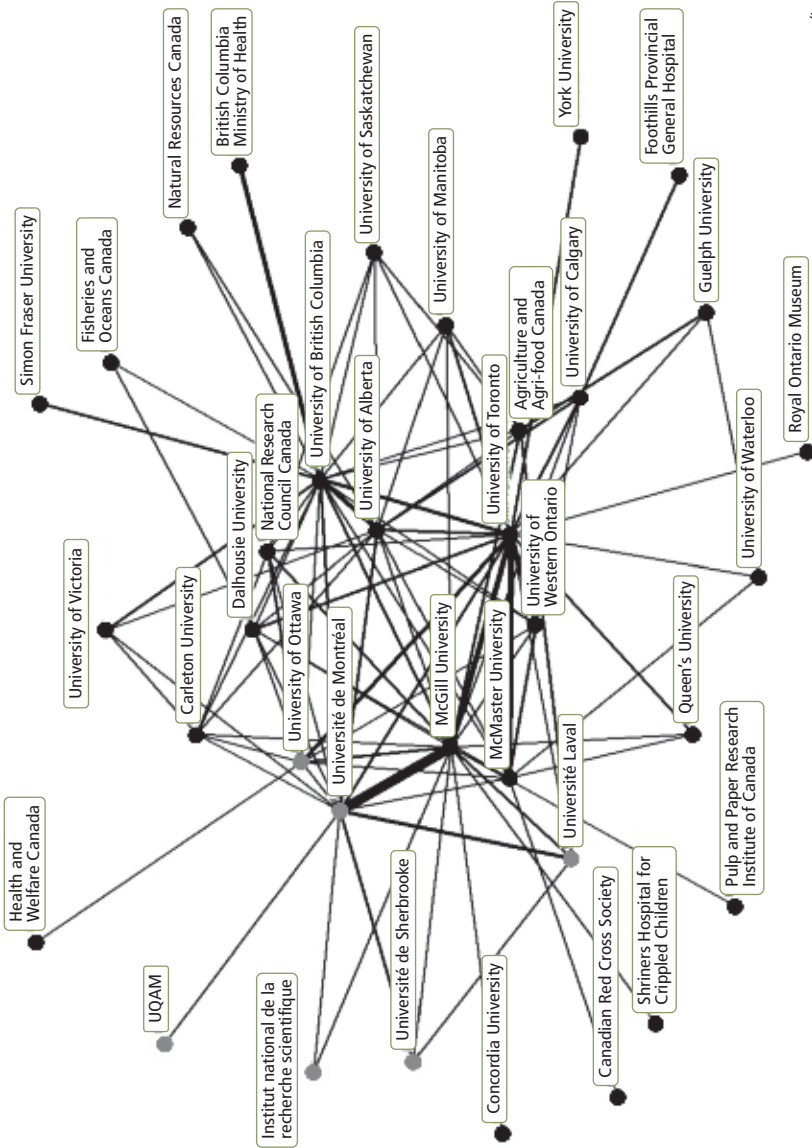 Health and
Welfare Canada
UQAM
Institut national de la
recherche scientifique
Université de Sherbrooke
Concordia University
Canadian Red Cross Society
Shriners Hospital for
Crippled Children
Pulp and Paper Research
Institute of Canada
Université Laval
Queen's University
McMaster University
McGill University
Université de Montréal
University of Ottawa
Carleton University
University of Victoria
Dalhousie University
National Research
Council Canada
University of British Columbia
University of Alberta
University of Toronto
University of
Western Ontario
University of Waterloo
Royal Ontario Museum
Guelph University
University of Calgary
Agriculture and
Agri-food Canada
University of Manitoba
University of Saskatchewan
Simon Fraser University
Fisheries and
Oceans Canada
Natural Resources Canada
British Columbia
Ministry of Health
York University
Foothills Provincial
General Hospital